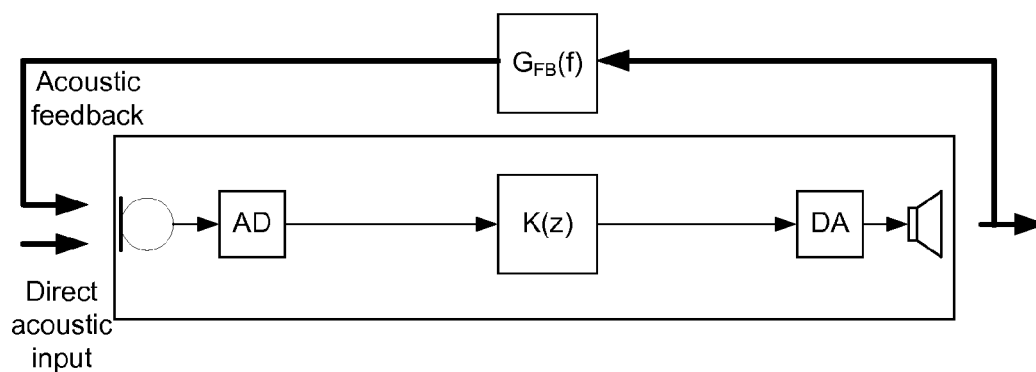 G_FB(f)
Acoustic
feedback
AD
K(z)
DA
Direct
acoustic
input